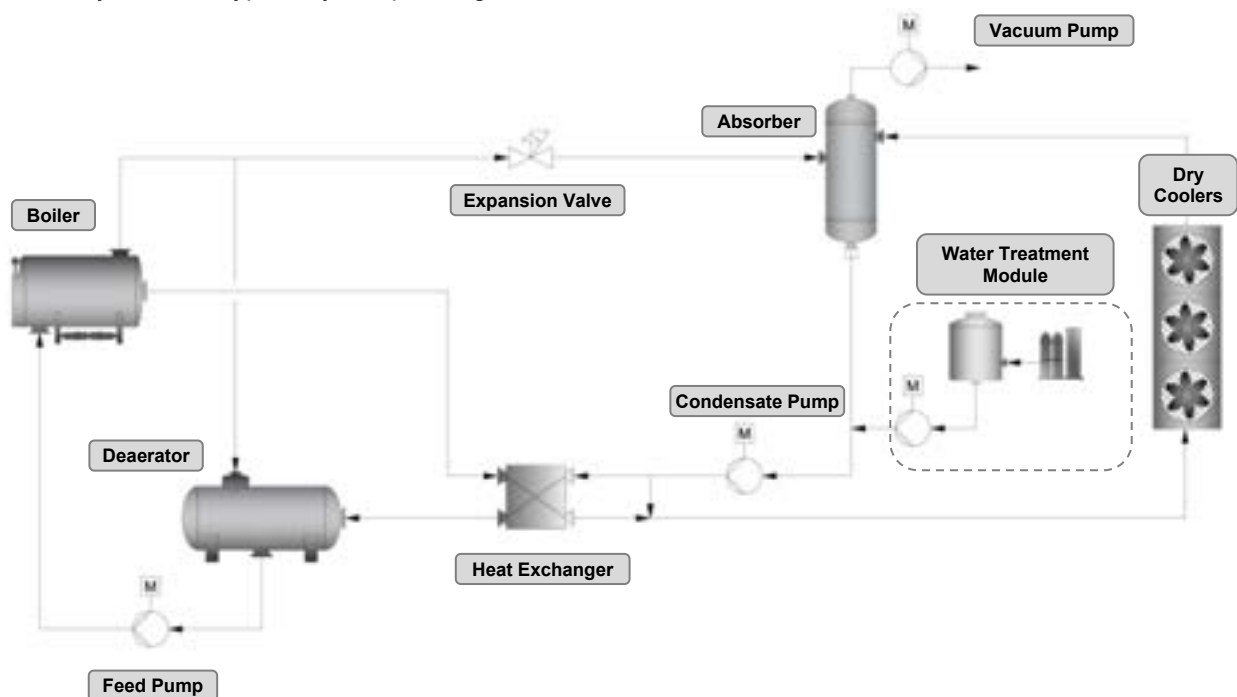 M
Vacuum Pump
Absorber
Expansion Valve
Dry
Coolers
Boiler
Water Treatment
Module
M
Condensate Pump
M
Deaerator
Heat Exchanger
M
Feed Pump